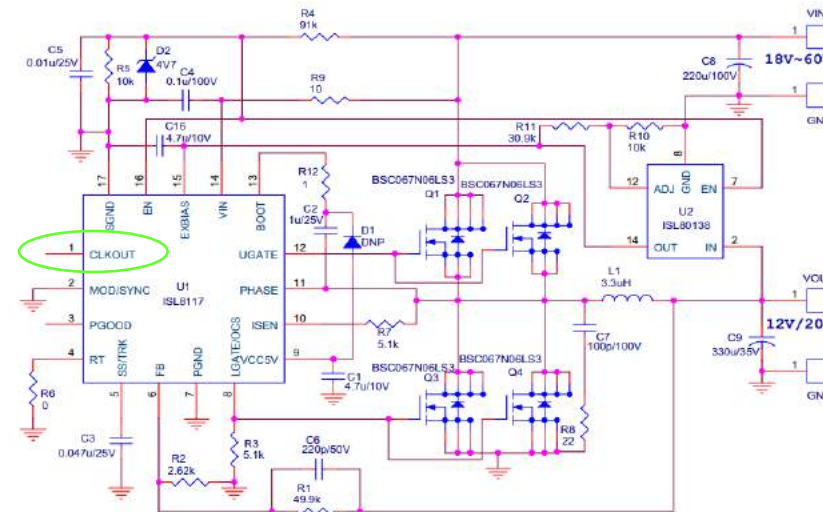 R4
91k
VIN
1
C5
0.01u/25V
D2
4V7
R5
10k
C4
0.1u/100V
R9
10
C8
220u/100V
18V~60V
1
C16
4.7u/10V
R11
30.9k
R10
10k
17
16
15
14
13
R12
1
BSC067N06LS3
BSC067N06LS3
Q1
Q2
8
GND
12
ADJ
EN
7
U2
ISL80138
14
OUT
IN
2
SGND
EN
EXBIAS
VIN
BOOT
C2
1u/25V
D1
DNP
1
CLKOUT
UGATE
12
U1
ISL8117
2
MOD/SYNC
PHASE
11
L1
3.3uH
1
3
PGOOD
ISEN
10
R7
5.1k
C7
100p/100V
C9
330u/35V
4
RT
VCC5V
9
SS/TRK
FB
PGND
LGATE/OCS
C1
4.7u/10V
BSC067N06LS3
BSC067N06LS3
Q3
Q4
1
R6
0
5
6
7
8
C3
0.047u/25V
R2
2.62k
R3
5.1k
C6
220p/50V
R8
22
R1
49.9k